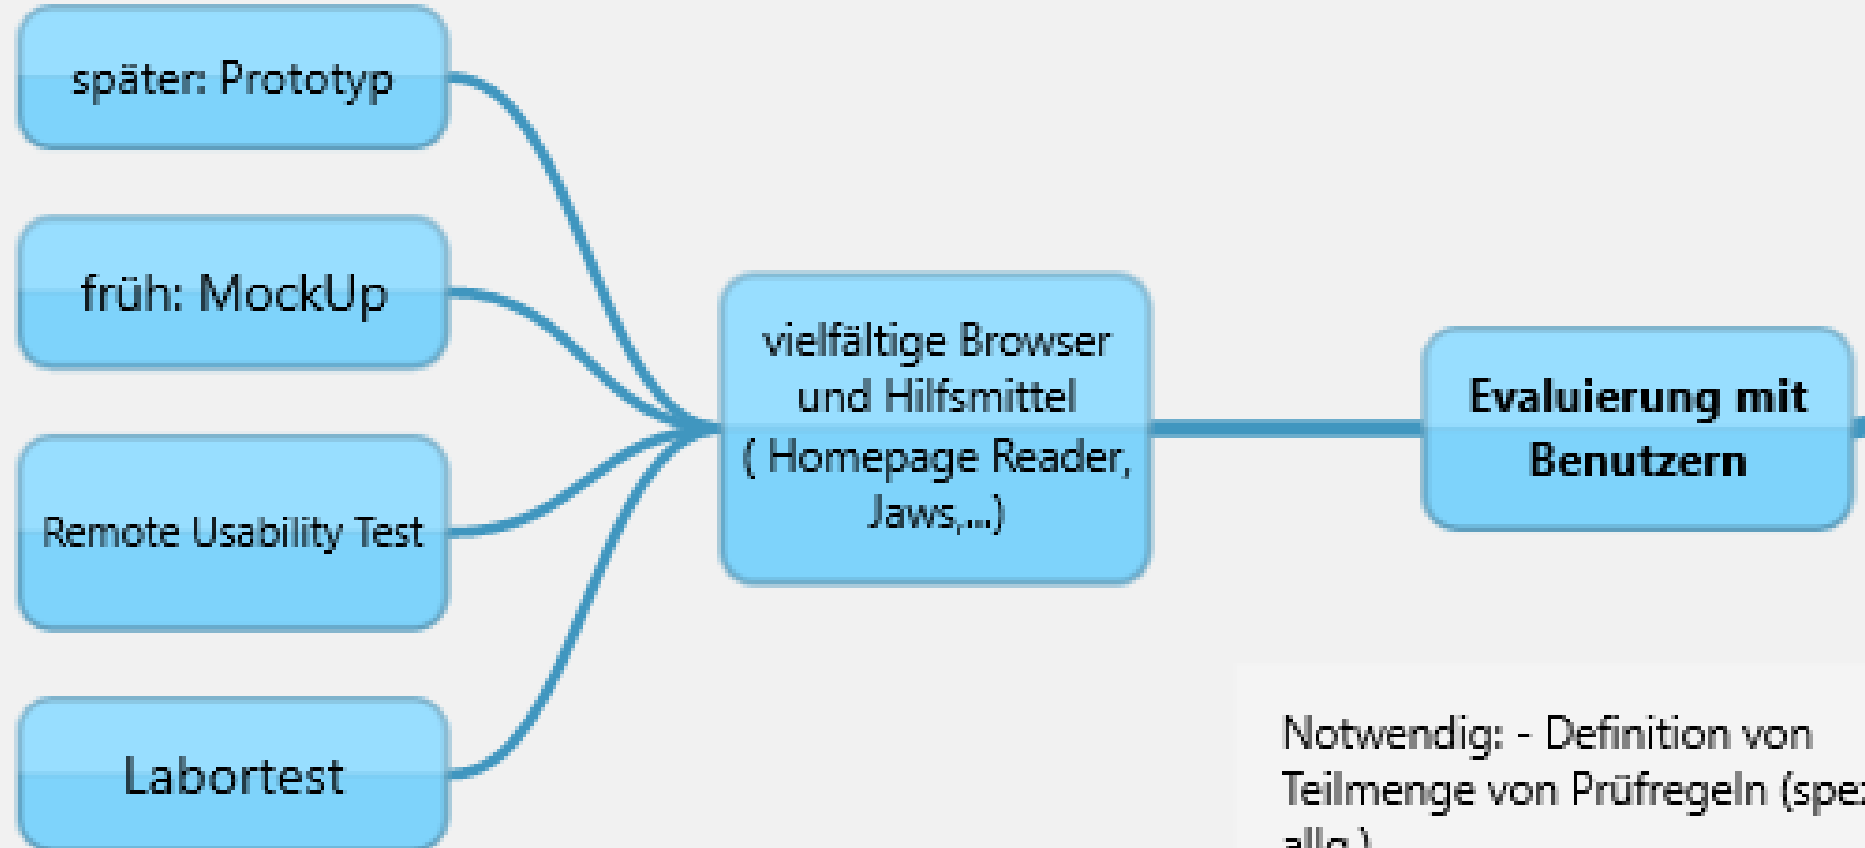 später: Prototyp
früh: MockUp
Remote Usability Test
Labortest
vielfältige Browser
und Hilfsmittel
( Homepage Reader,
Jaws,...)
Evaluierung mit
Benutzern
Notwendig: - Definition von
Teilmenge von Prüfregeln